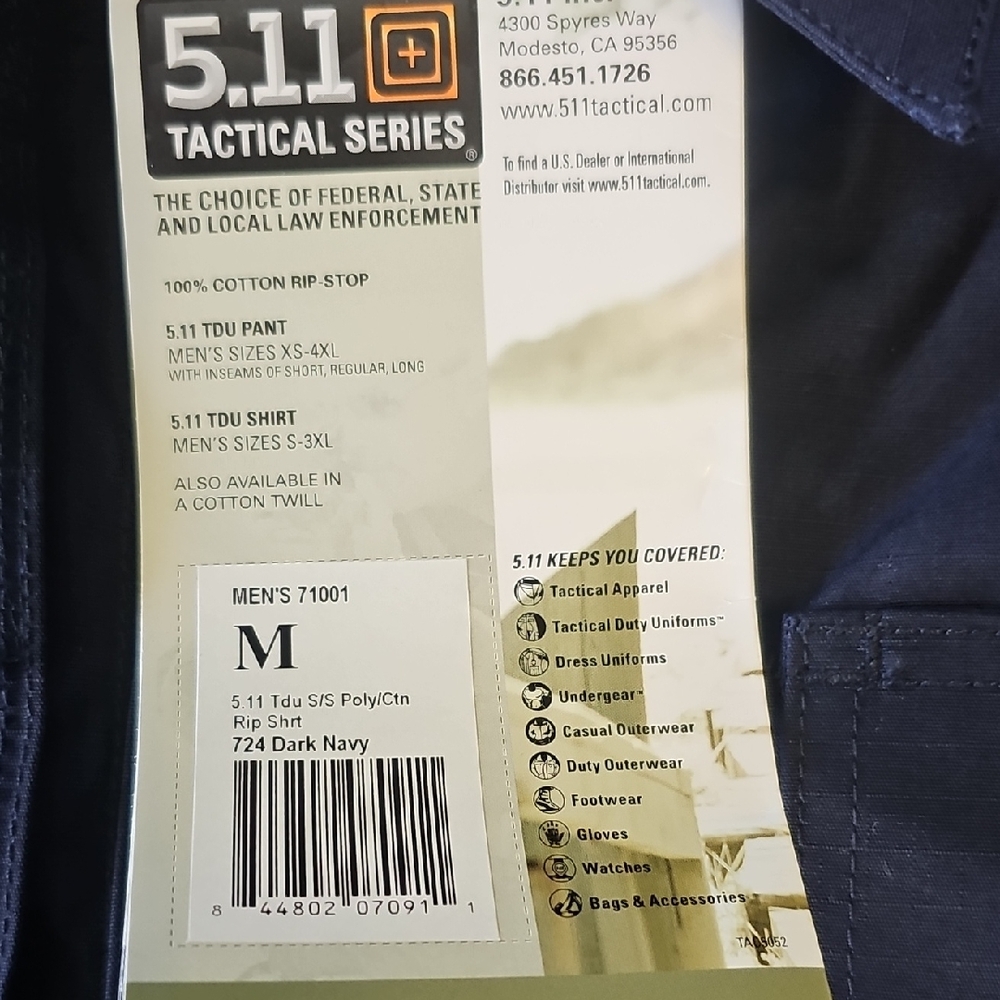 5.11
TACTICAL SERIES®
THE CHOICE OF FEDERAL, STATE
AND LOCAL LAW ENFORCEMENT
100% COTTON RIP-STOP
5.11 TDU PANT
MEN'S SIZES XS-4XL
WITH INSEAMS OF SHORT, REGULAR, LONG
5.11 TDU SHIRT
MEN'S SIZES S-3XL
ALSO AVAILABLE IN
A COTTON TWILL
MEN'S 71001
M
5.11 Tdu S/S Poly/Ctn
Rip Shrt
724 Dark Navy
8 44802 07091 1
4300 Spyres Way
Modesto, CA 95356
866.451.1726
www.511tactical.com
To find a U.S. Dealer or International
Distributor visit www.511tactical.com.
5.11 KEEPS YOU COVERED:
Tactical Apparel
Tactical Duty Uniforms™
Dress Uniforms
Undergear™
Casual Outerwear
Duty Outerwear
Footwear
Gloves
Watches
Bags & Accessories